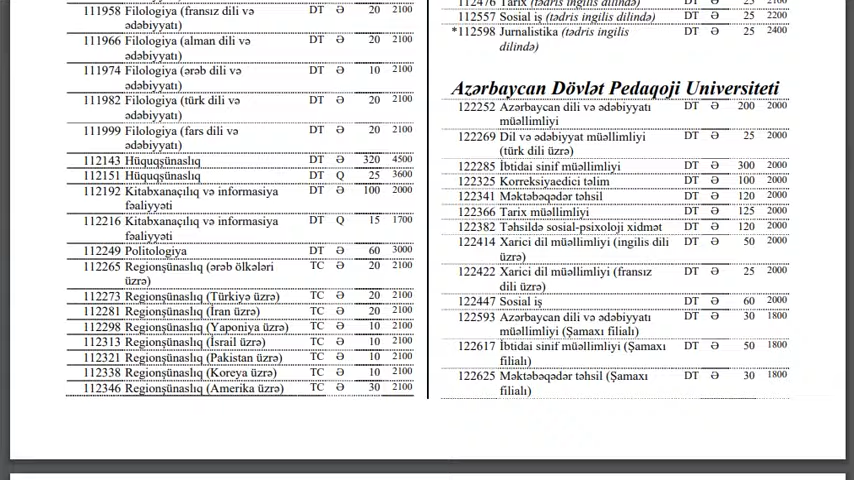 111958 Filologiya (fransız dili və DT Ə 20 2100
ədəbiyyatı)
111966 Filologiya (alman dili və DT Ə 20 2100
ədəbiyyatı)
111974 Filologiya (ərəb dili və DT Ə 10 2100
ədəbiyyatı)
111982 Filologiya (türk dili və DT Ə 20 2100
ədəbiyyatı)
111999 Filologiya (fars dili və DT Ə 20 2100
ədəbiyyatı)
112143 Hüquqşünaslıq DT Ə 320 4500
112151 Hüquqşünaslıq DT Q 25 3600
112192 Kitabxanaçılıq və informasiya DT Ə 100 2000
fəaliyyəti
112216 Kitabxanaçılıq və informasiya DT Q 15 1700
fəaliyyəti
112249 Politologiya DT Ə 60 3000
112265 Regionşünaslıq (ərəb ölkələri TC Ə 20 2100
üzrə)
112273 Regionşünaslıq (Türkiyə üzrə) TC Ə 20 2100
112281 Regionşünaslıq (İran üzrə) TC Ə 20 2100
112298 Regionşünaslıq (Yaponiya üzrə) TC Ə 10 2100
112313 Regionşünaslıq (İsrail üzrə) TC Ə 10 2100
112321 Regionşünaslıq (Pakistan üzrə) TC Ə 10 2100
112338 Regionşünaslıq (Koreya üzrə) TC Ə 10 2100
112346 Regionşünaslıq (Amerika üzrə) TC Ə 30 2100
112476 Tarix (tədris ingilis dilində) DT Ə 25 2100
112557 Sosial iş (tədris ingilis dilində) DT Ə 25 2200
*112598 Jurnalistika (tədris ingilis DT Ə 25 2400
dilində)
Azərbaycan Dövlət Pedaqoji Universiteti
122252 Azərbaycan dili və ədəbiyyatı DT Ə 200 2000
müəllimliyi
122269 Dil və ədəbiyyat müəllimliyi DT Ə 25 2000
(türk dili üzrə)
122285 İbtidai sinif müəllimliyi DT Ə 300 2000
122325 Korreksiyaedici təlim DT Ə 100 2000
122341 Məktəbəqədər təhsil DT Ə 120 2000
122366 Tarix müəllimliyi DT Ə 125 2000
122382 Təhsildə sosial-psixoloji xidmət DT Ə 120 2000
122414 Xarici dil müəllimliyi (ingilis dili DT Ə 50 2000
üzrə)
122422 Xarici dil müəllimliyi (fransız DT Ə 25 2000
dili üzrə)
122447 Sosial iş DT Ə 60 2000
122593 Azərbaycan dili və ədəbiyyatı DT Ə 30 1800
müəllimliyi (Şamaxı filialı)
122617 İbtidai sinif müəllimliyi (Şamaxı DT Ə 50 1800
filialı)
122625 Məktəbəqədər təhsil (Şamaxı DT Ə 30 1800
filialı)